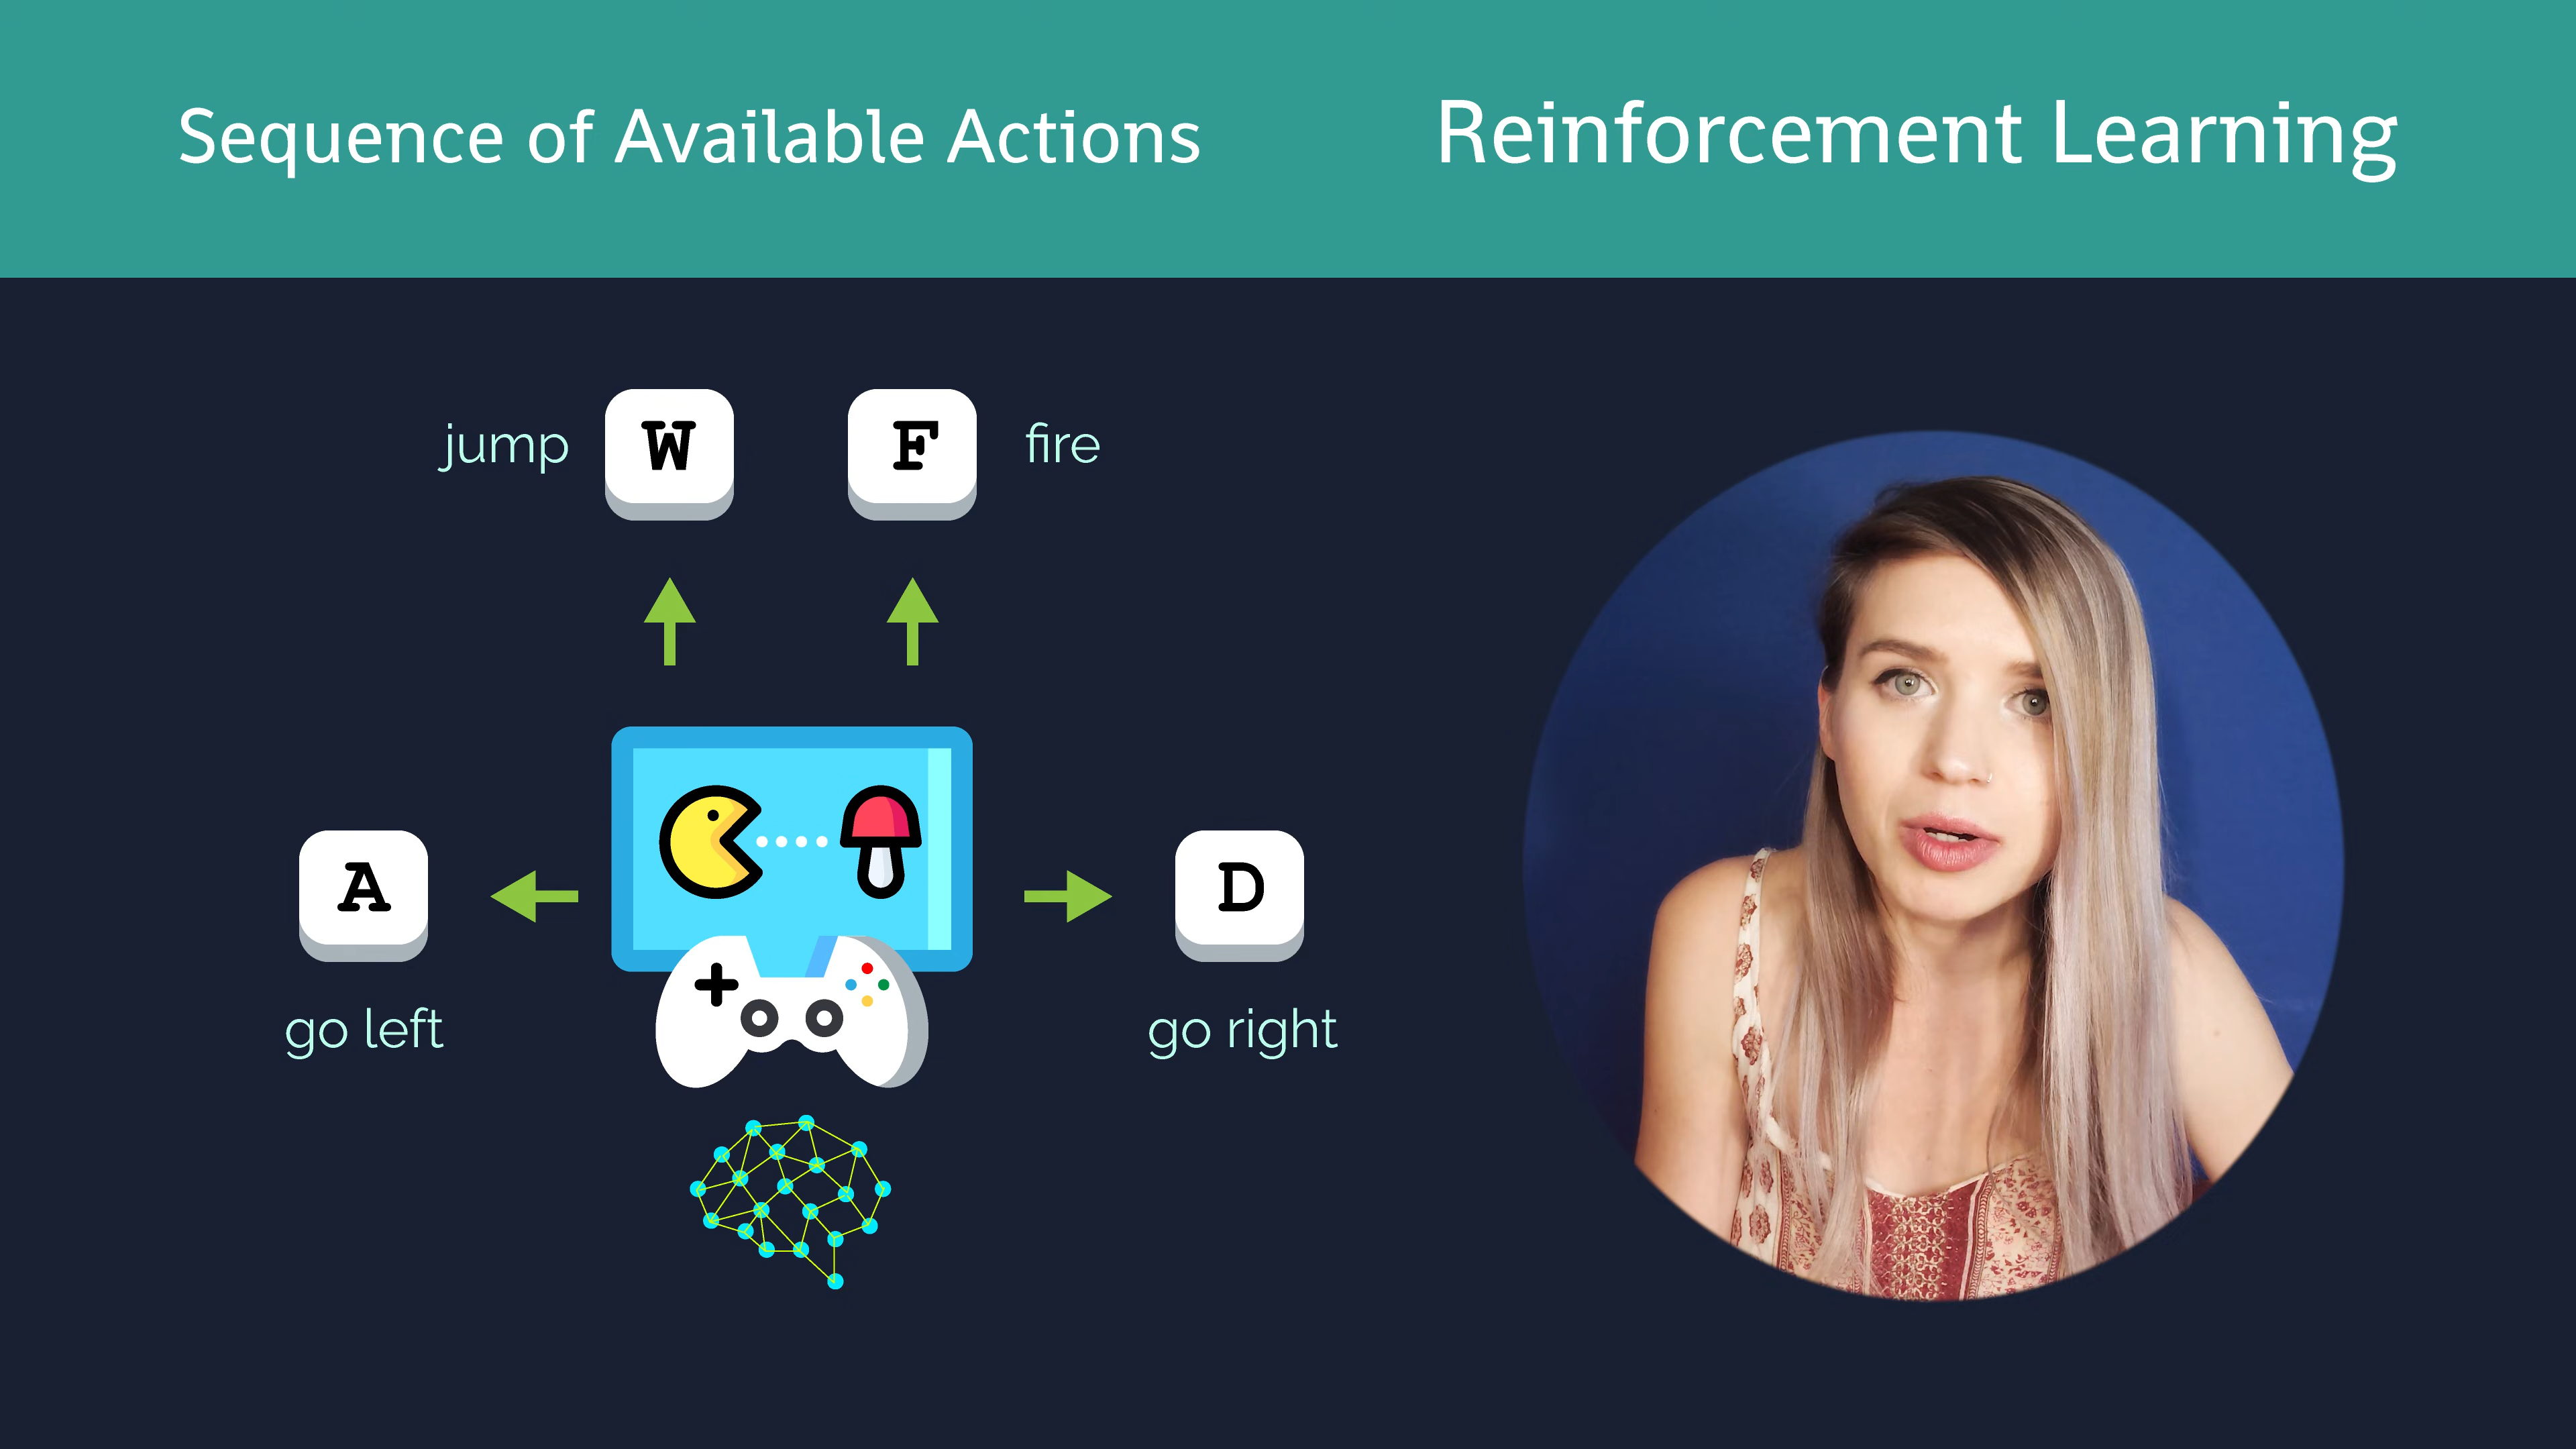 Sequence of Available Actions
Reinforcement Learning
jump W F fire
A D
go left go right